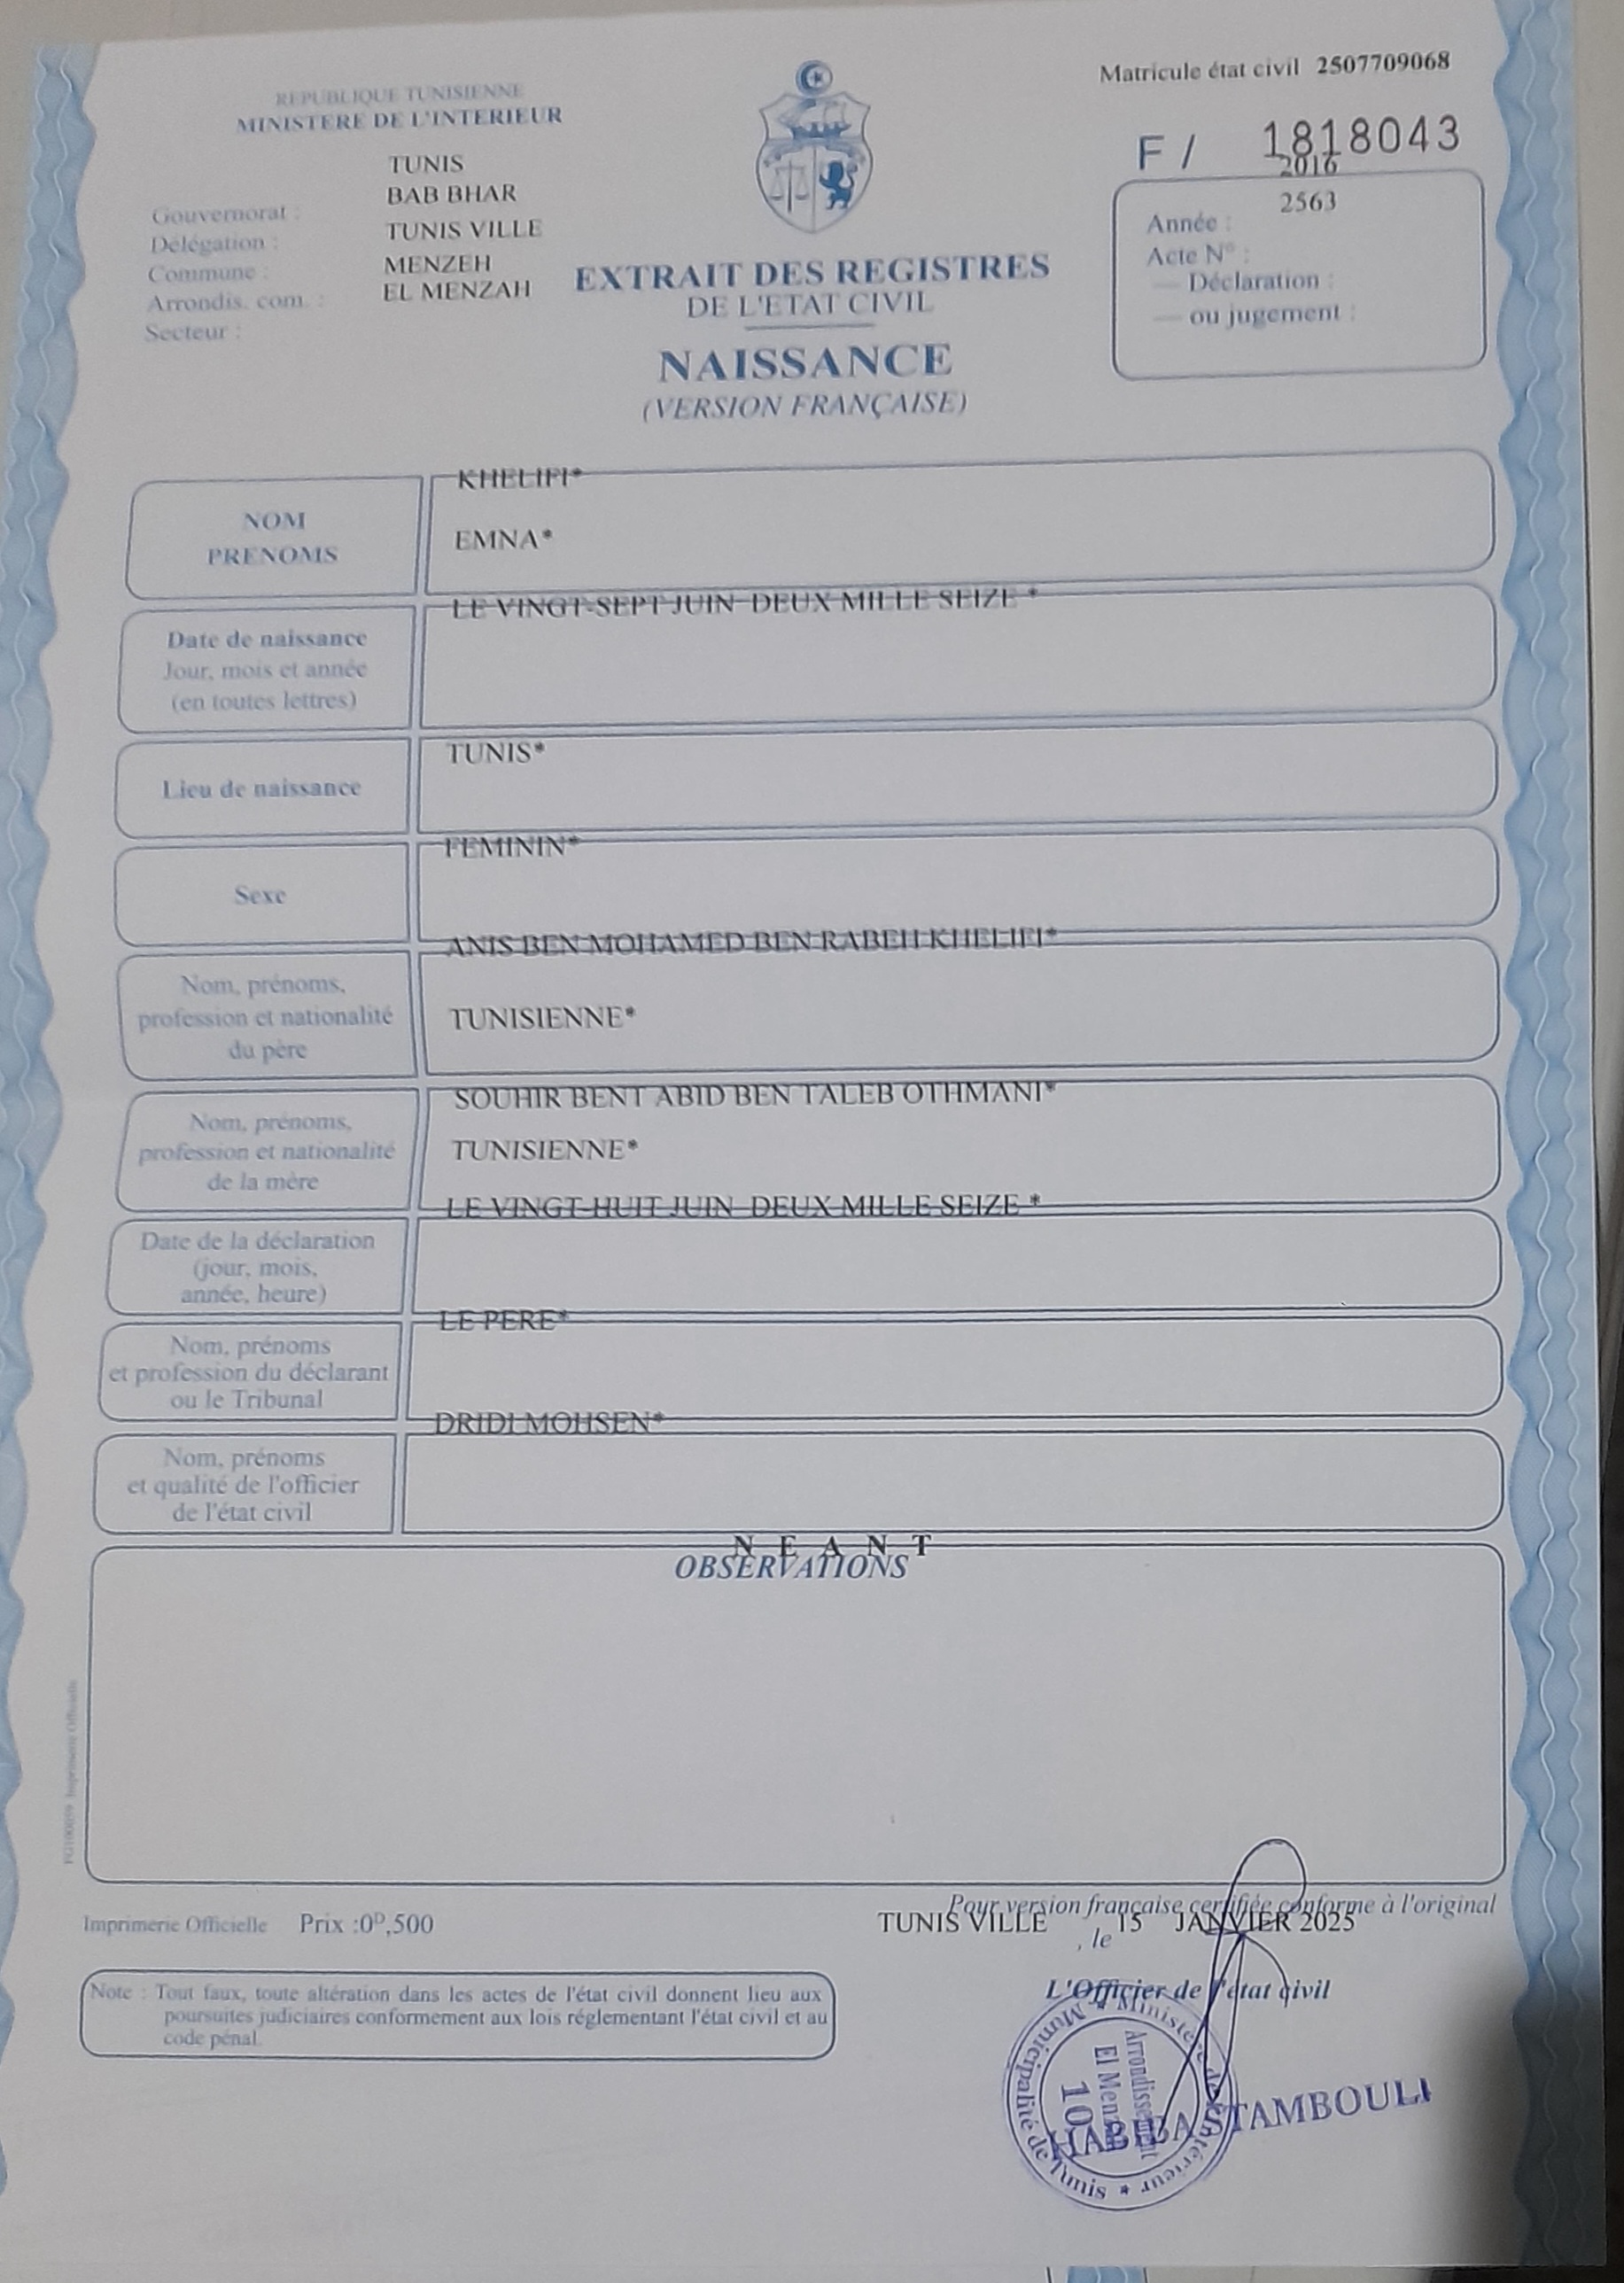 Matricule état civil 2507709068
REPUBLIQUE TUNISIENNE
MINISTERE DE L'INTERIEUR
F / 1818043
TUNIS
BAB BHAR
TUNIS VILLE
MENZEH
EL MENZAH
Gouvernorat :
Délégation :
Commune :
Arrondis. com. :
Secteur :
2016
2563
Année :
Acte N° :
— Déclaration :
— ou jugement :
EXTRAIT DES REGISTRES
DE L'ETAT CIVIL
NAISSANCE
(VERSION FRANÇAISE)
NOM
PRENOMS
KHELIFI*
EMNA*
Date de naissance
Jour, mois et année
(en toutes lettres)
LE VINGT-SEPT JUIN DEUX MILLE SEIZE *
Lieu de naissance
TUNIS*
Sexe
FEMININ*
Nom, prénoms,
profession et nationalité
du père
ANIS BEN MOHAMED BEN RABEH KHELIFI*
TUNISIENNE*
Nom, prénoms,
profession et nationalité
de la mère
SOUHIR BENT ABID BEN TALEB OTHMANI*
TUNISIENNE*
Date de la déclaration
(jour, mois,
année, heure)
LE VINGT-HUIT JUIN DEUX MILLE SEIZE *
Nom, prénoms
et profession du déclarant
ou le Tribunal
LE PERE*
Nom, prénoms
et qualité de l'officier
de l'état civil
DRIDI MOHSEN*
N E A N T
OBSERVATIONS
Imprimerie Officielle Prix :0ᴰ,500
Pour version française certifiée conforme à l'original
TUNIS VILLE , le 15 JANVIER 2025
L'Officier de l'état civil
Note : Tout faux, toute altération dans les actes de l'état civil donnent lieu aux
poursuites judiciaires conformement aux lois réglementant l'état civil et au
code pénal.
Ministère de l'Intérieur * Municipalité de Tunis *
Arrondissement
El Menzah
10
HABIBA STAMBOULI